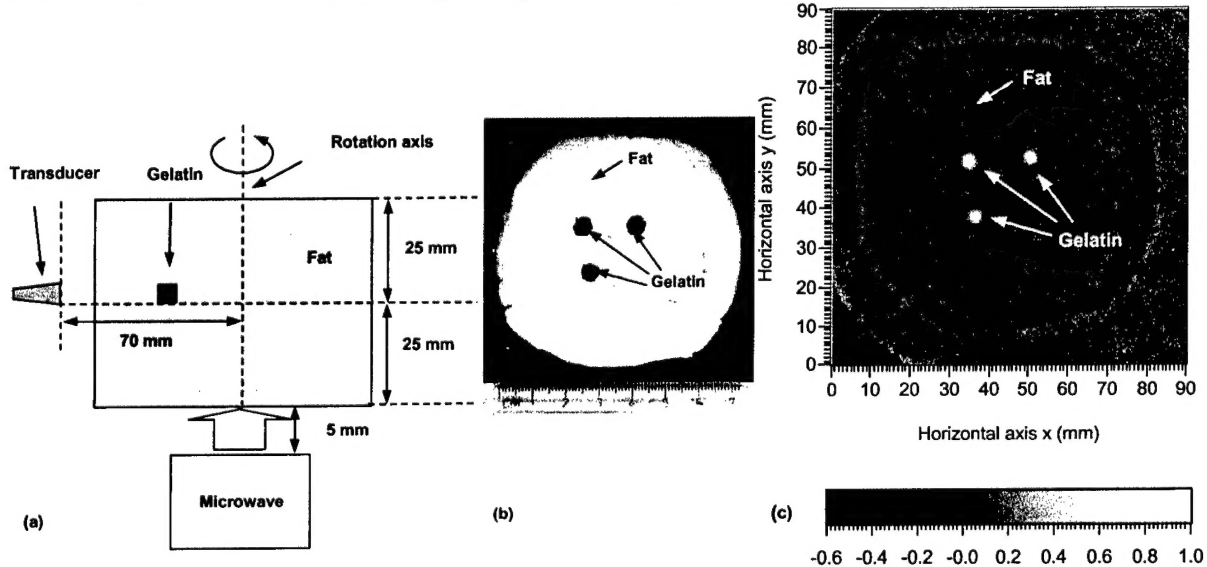 Transducer
Gelatin
Rotation axis
Fat
25 mm
70 mm
25 mm
5 mm
Microwave
(a)
Fat
Gelatin
(b)
90
80
70
60
50
40
30
20
10
0
Horizontal axis y (mm)
Fat
Gelatin
0 10 20 30 40 50 60 70 80 90
Horizontal axis x (mm)
(c)
-0.6 -0.4 -0.2 -0.0 0.2 0.4 0.6 0.8 1.0